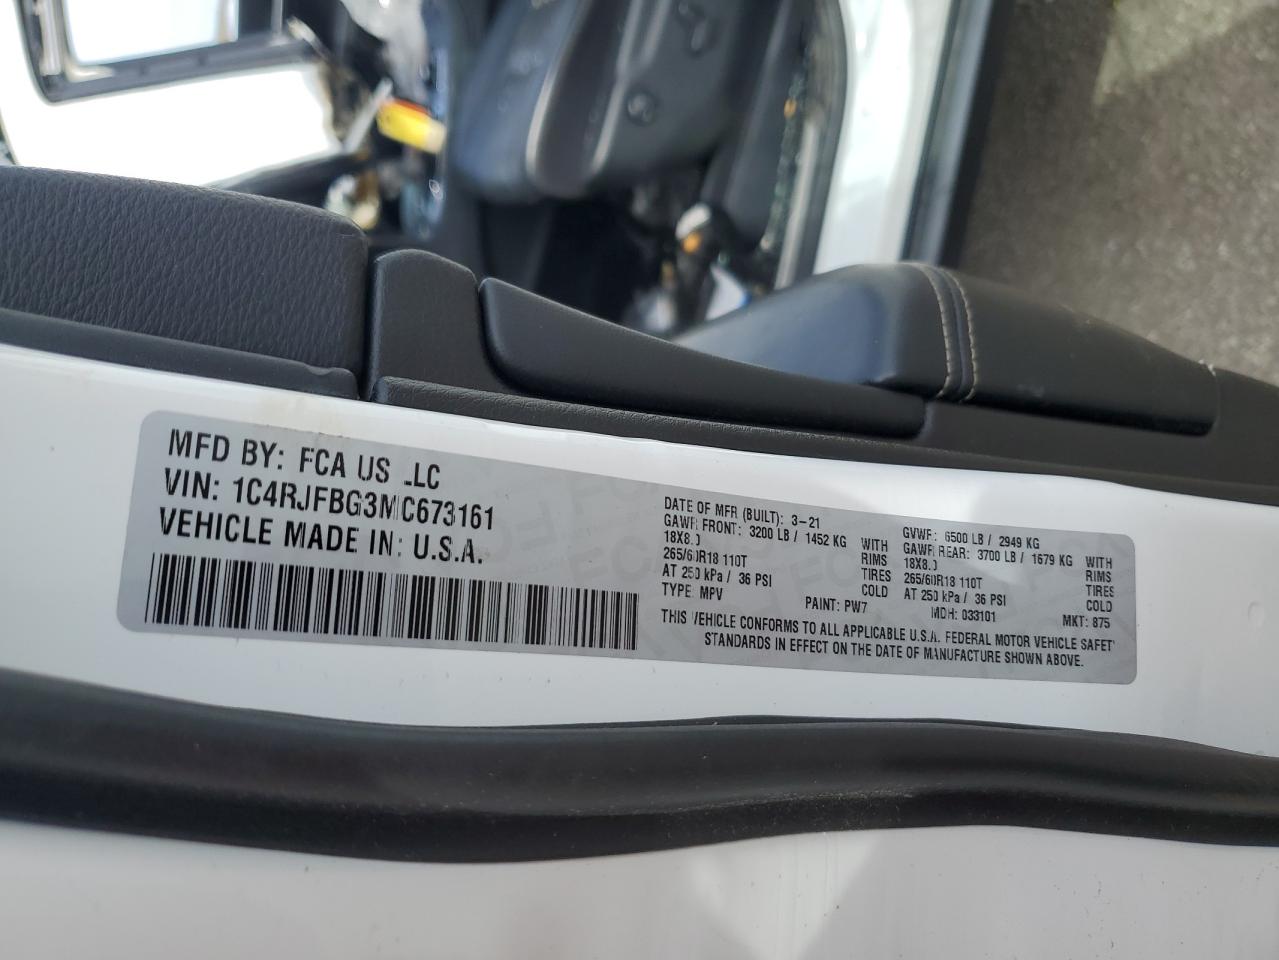 MFD BY: FCA US LLC
VIN: 1C4RJFBG3MC673161
VEHICLE MADE IN: U.S.A.
DATE OF MFR (BUILT): 3-21
GAWR FRONT: 3200 LB / 1452 KG WITH
18X8.0 RIMS
265/60R18 110T TIRES
AT 250 kPa / 36 PSI COLD
TYPE: MPV PAINT: PW7
GVWR: 6500 LB / 2949 KG
GAWR REAR: 3700 LB / 1679 KG WITH
18X8.0 RIMS
265/60R18 110T TIRES
AT 250 kPa / 36 PSI COLD
MDH: 033101 MKT: 875
THIS VEHICLE CONFORMS TO ALL APPLICABLE U.S.A. FEDERAL MOTOR VEHICLE SAFETY
STANDARDS IN EFFECT ON THE DATE OF MANUFACTURE SHOWN ABOVE.